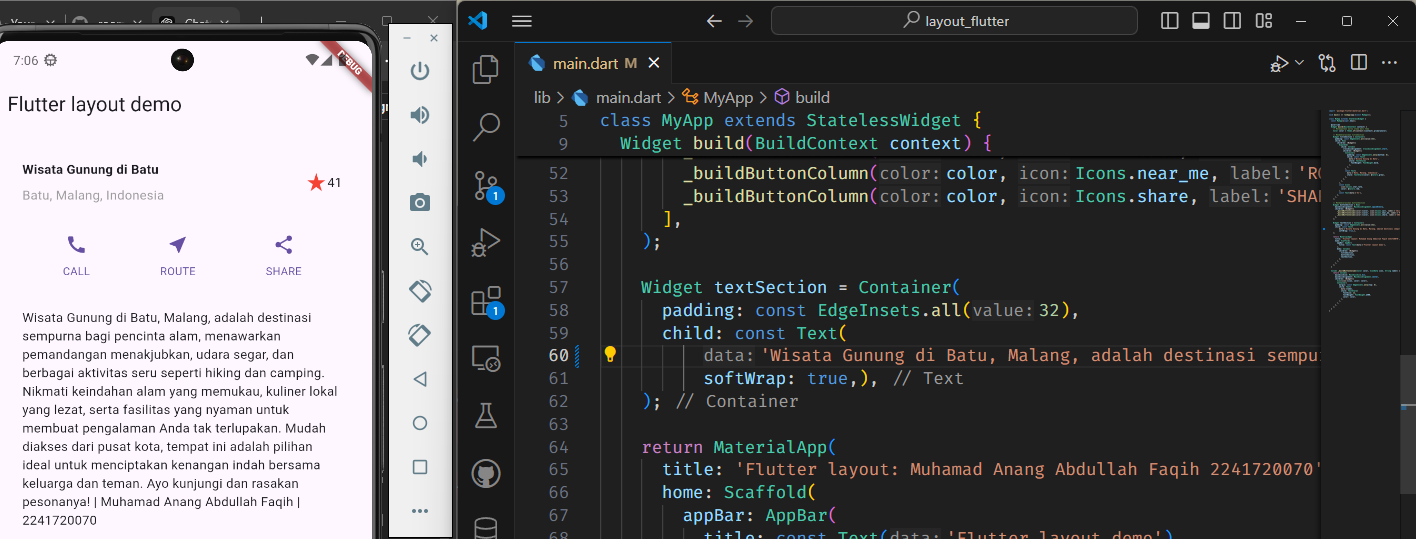 layout_flutter
main.dart M
lib > main.dart > MyApp > build
7:06
DEBUG
Flutter layout demo
Wisata Gunung di Batu
Batu, Malang, Indonesia
41
CALL
ROUTE
SHARE
Wisata Gunung di Batu, Malang, adalah destinasi
sempurna bagi pencinta alam, menawarkan
pemandangan menakjubkan, udara segar, dan
berbagai aktivitas seru seperti hiking dan camping.
Nikmati keindahan alam yang memukau, kuliner lokal
yang lezat, serta fasilitas yang nyaman untuk
membuat pengalaman Anda tak terlupakan. Mudah
diakses dari pusat kota, tempat ini adalah pilihan
ideal untuk menciptakan kenangan indah bersama
keluarga dan teman. Ayo kunjungi dan rasakan
pesonanya! | Muhamad Anang Abdullah Faqih |
2241720070
1
1
5 class MyApp extends StatelessWidget {
9 Widget build(BuildContext context) {
52 _buildButtonColumn(color: color, icon: Icons.near_me, label: 'RO
53 _buildButtonColumn(color: color, icon: Icons.share, label: 'SHAR
54 ],
55 );
56
57 Widget textSection = Container(
58 padding: const EdgeInsets.all(value: 32),
59 child: const Text(
60 data: 'Wisata Gunung di Batu, Malang, adalah destinasi sempur
61 softWrap: true,), // Text
62 ); // Container
63
64 return MaterialApp(
65 title: 'Flutter layout: Muhamad Anang Abdullah Faqih 2241720070'
66 home: Scaffold(
67 appBar: AppBar(
68 title: const Text(data: 'Flutter layout demo')